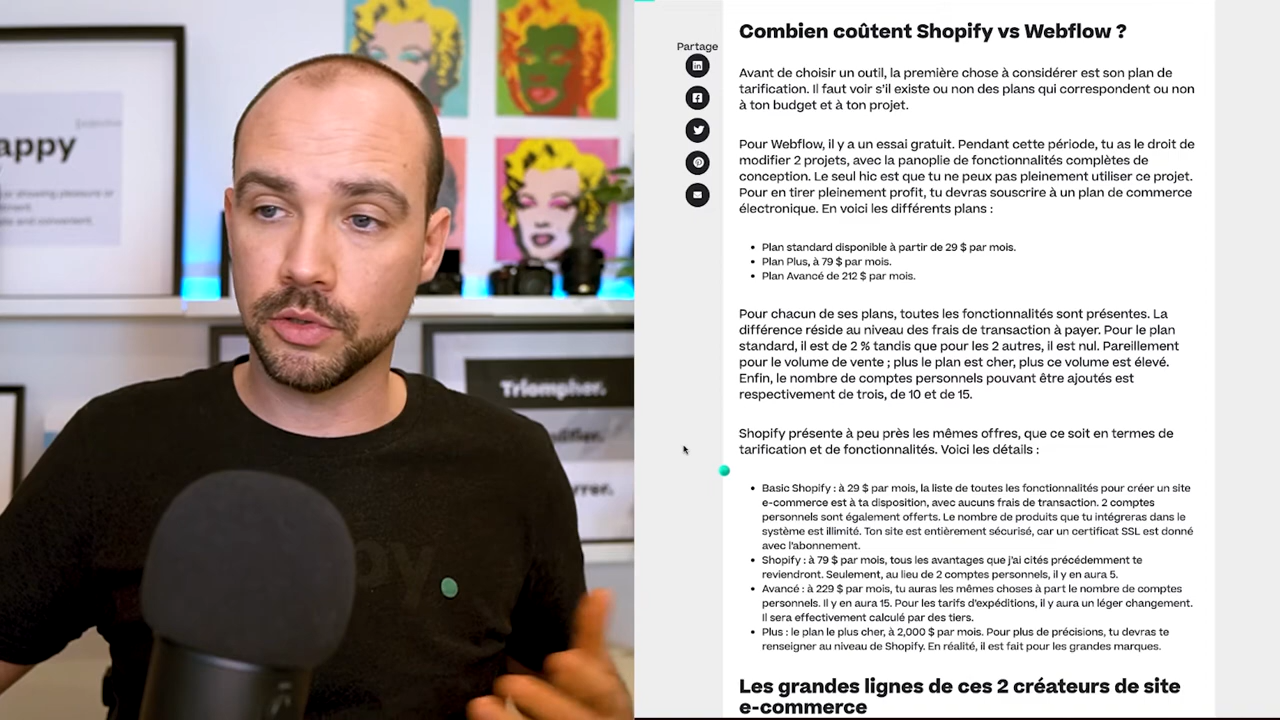 appy
Triompher.
Partage
Combien coûtent Shopify vs Webflow ?
Avant de choisir un outil, la première chose à considérer est son plan de
tarification. Il faut voir s'il existe ou non des plans qui correspondent ou non
à ton budget et à ton projet.
Pour Webflow, il y a un essai gratuit. Pendant cette période, tu as le droit de
modifier 2 projets, avec la panoplie de fonctionnalités complètes de
conception. Le seul hic est que tu ne peux pas pleinement utiliser ce projet.
Pour en tirer pleinement profit, tu devras souscrire à un plan de commerce
électronique. En voici les différents plans :
• Plan standard disponible à partir de 29 $ par mois.
• Plan Plus, à 79 $ par mois.
• Plan Avancé de 212 $ par mois.
Pour chacun de ses plans, toutes les fonctionnalités sont présentes. La
différence réside au niveau des frais de transaction à payer. Pour le plan
standard, il est de 2 % tandis que pour les 2 autres, il est nul. Pareillement
pour le volume de vente ; plus le plan est cher, plus ce volume est élevé.
Enfin, le nombre de comptes personnels pouvant être ajoutés est
respectivement de trois, de 10 et de 15.
Shopify présente à peu près les mêmes offres, que ce soit en termes de
tarification et de fonctionnalités. Voici les détails :
• Basic Shopify : à 29 $ par mois, la liste de toutes les fonctionnalités pour créer un site
e-commerce est à ta disposition, avec aucuns frais de transaction. 2 comptes
personnels sont également offerts. Le nombre de produits que tu intégreras dans le
système est illimité. Ton site est entièrement sécurisé, car un certificat SSL est donné
avec l'abonnement.
• Shopify : à 79 $ par mois, tous les avantages que j'ai cités précédemment te
reviendront. Seulement, au lieu de 2 comptes personnels, il y en aura 5.
• Avancé : à 229 $ par mois, tu auras les mêmes choses à part le nombre de comptes
personnels. Il y en aura 15. Pour les tarifs d'expéditions, il y aura un léger changement.
Il sera effectivement calculé par des tiers.
• Plus : le plan le plus cher, à 2,000 $ par mois. Pour plus de précisions, tu devras te
renseigner au niveau de Shopify. En réalité, il est fait pour les grandes marques.
Les grandes lignes de ces 2 créateurs de site
e-commerce